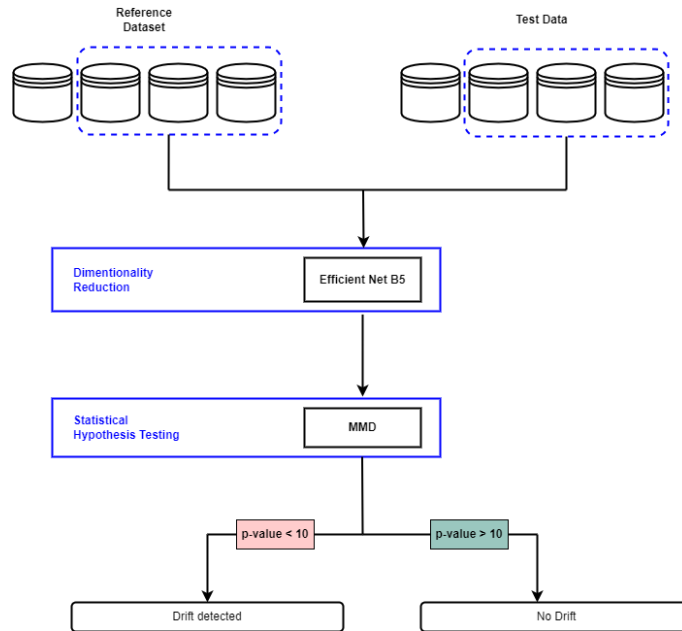 Reference
Dataset
Test Data
Dimentionality
Reduction
Efficient Net B5
Statistical
Hypothesis Testing
MMD
p-value < 10
p-value > 10
Drift detected
No Drift